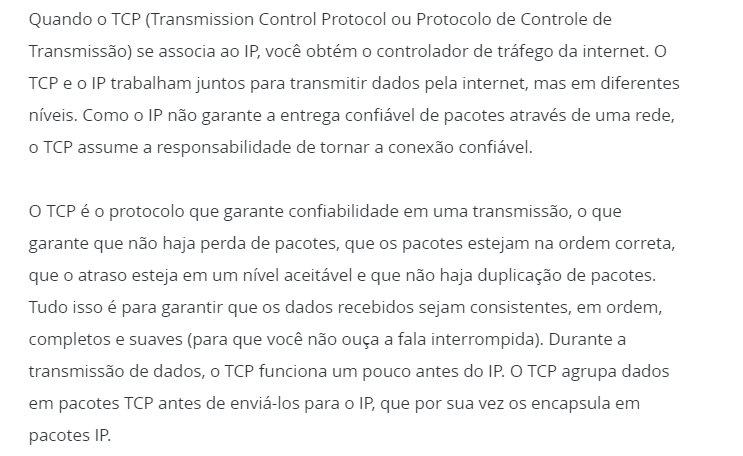 Quando o TCP (Transmission Control Protocol ou Protocolo de Controle de
Transmissão) se associa ao IP, você obtém o controlador de tráfego da internet. O
TCP e o IP trabalham juntos para transmitir dados pela internet, mas em diferentes
níveis. Como o IP não garante a entrega confiável de pacotes através de uma rede,
o TCP assume a responsabilidade de tornar a conexão confiável.
O TCP é o protocolo que garante confiabilidade em uma transmissão, o que
garante que não haja perda de pacotes, que os pacotes estejam na ordem correta,
que o atraso esteja em um nível aceitável e que não haja duplicação de pacotes.
Tudo isso é para garantir que os dados recebidos sejam consistentes, em ordem,
completos e suaves (para que você não ouça a fala interrompida). Durante a
transmissão de dados, o TCP funciona um pouco antes do IP. O TCP agrupa dados
em pacotes TCP antes de enviá-los para o IP, que por sua vez os encapsula em
pacotes IP.